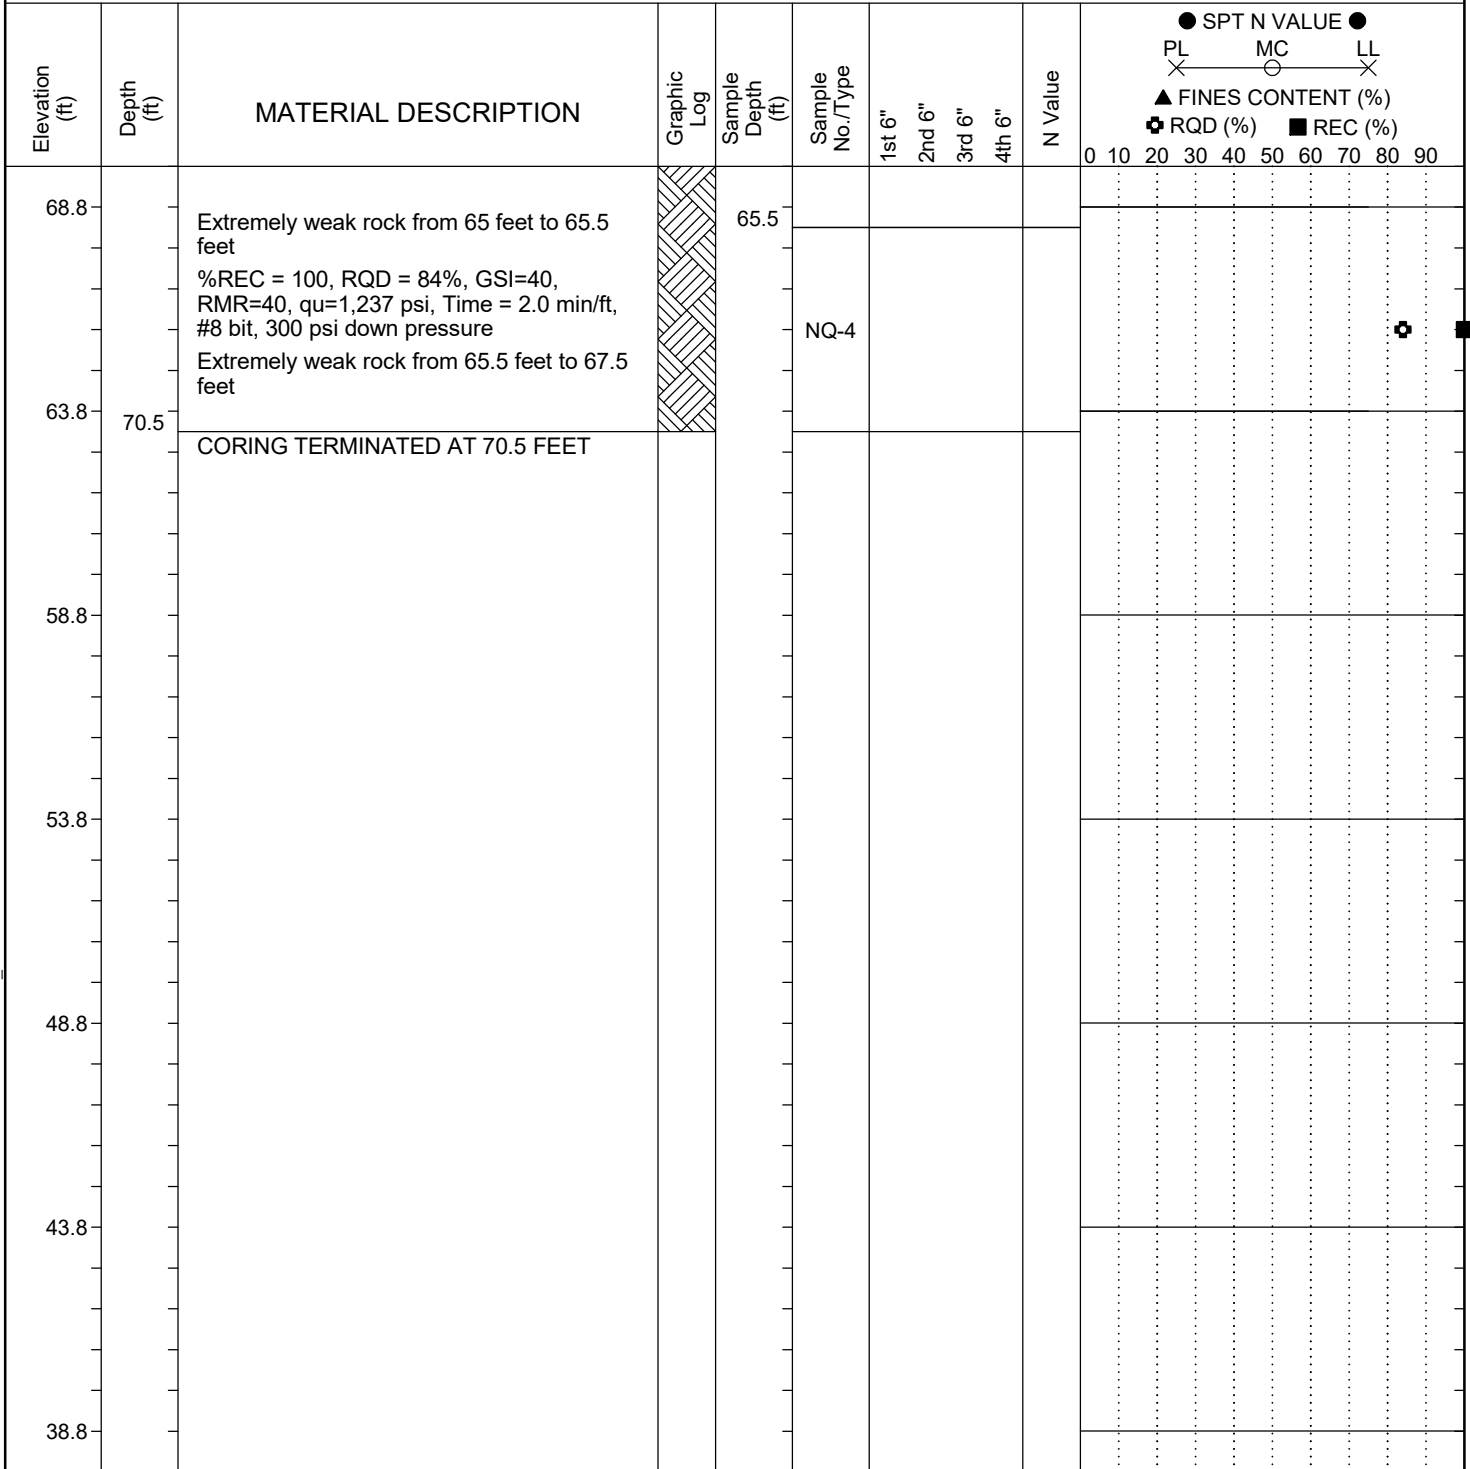 ● SPT N VALUE ●
PL MC LL
▲ FINES CONTENT (%)
RQD (%) ■ REC (%)
0 10 20 30 40 50 60 70 80 90
Elevation
(ft)
Depth
(ft)
MATERIAL DESCRIPTION
Graphic
Log
Sample
Depth
(ft)
Sample
No./Type
1st 6"
2nd 6"
3rd 6"
4th 6"
N Value
68.8
Extremely weak rock from 65 feet to 65.5
feet
65.5
%REC = 100, RQD = 84%, GSI=40,
RMR=40, qu=1,237 psi, Time = 2.0 min/ft,
#8 bit, 300 psi down pressure
NQ-4
Extremely weak rock from 65.5 feet to 67.5
feet
63.8
70.5
CORING TERMINATED AT 70.5 FEET
58.8
53.8
48.8
43.8
38.8